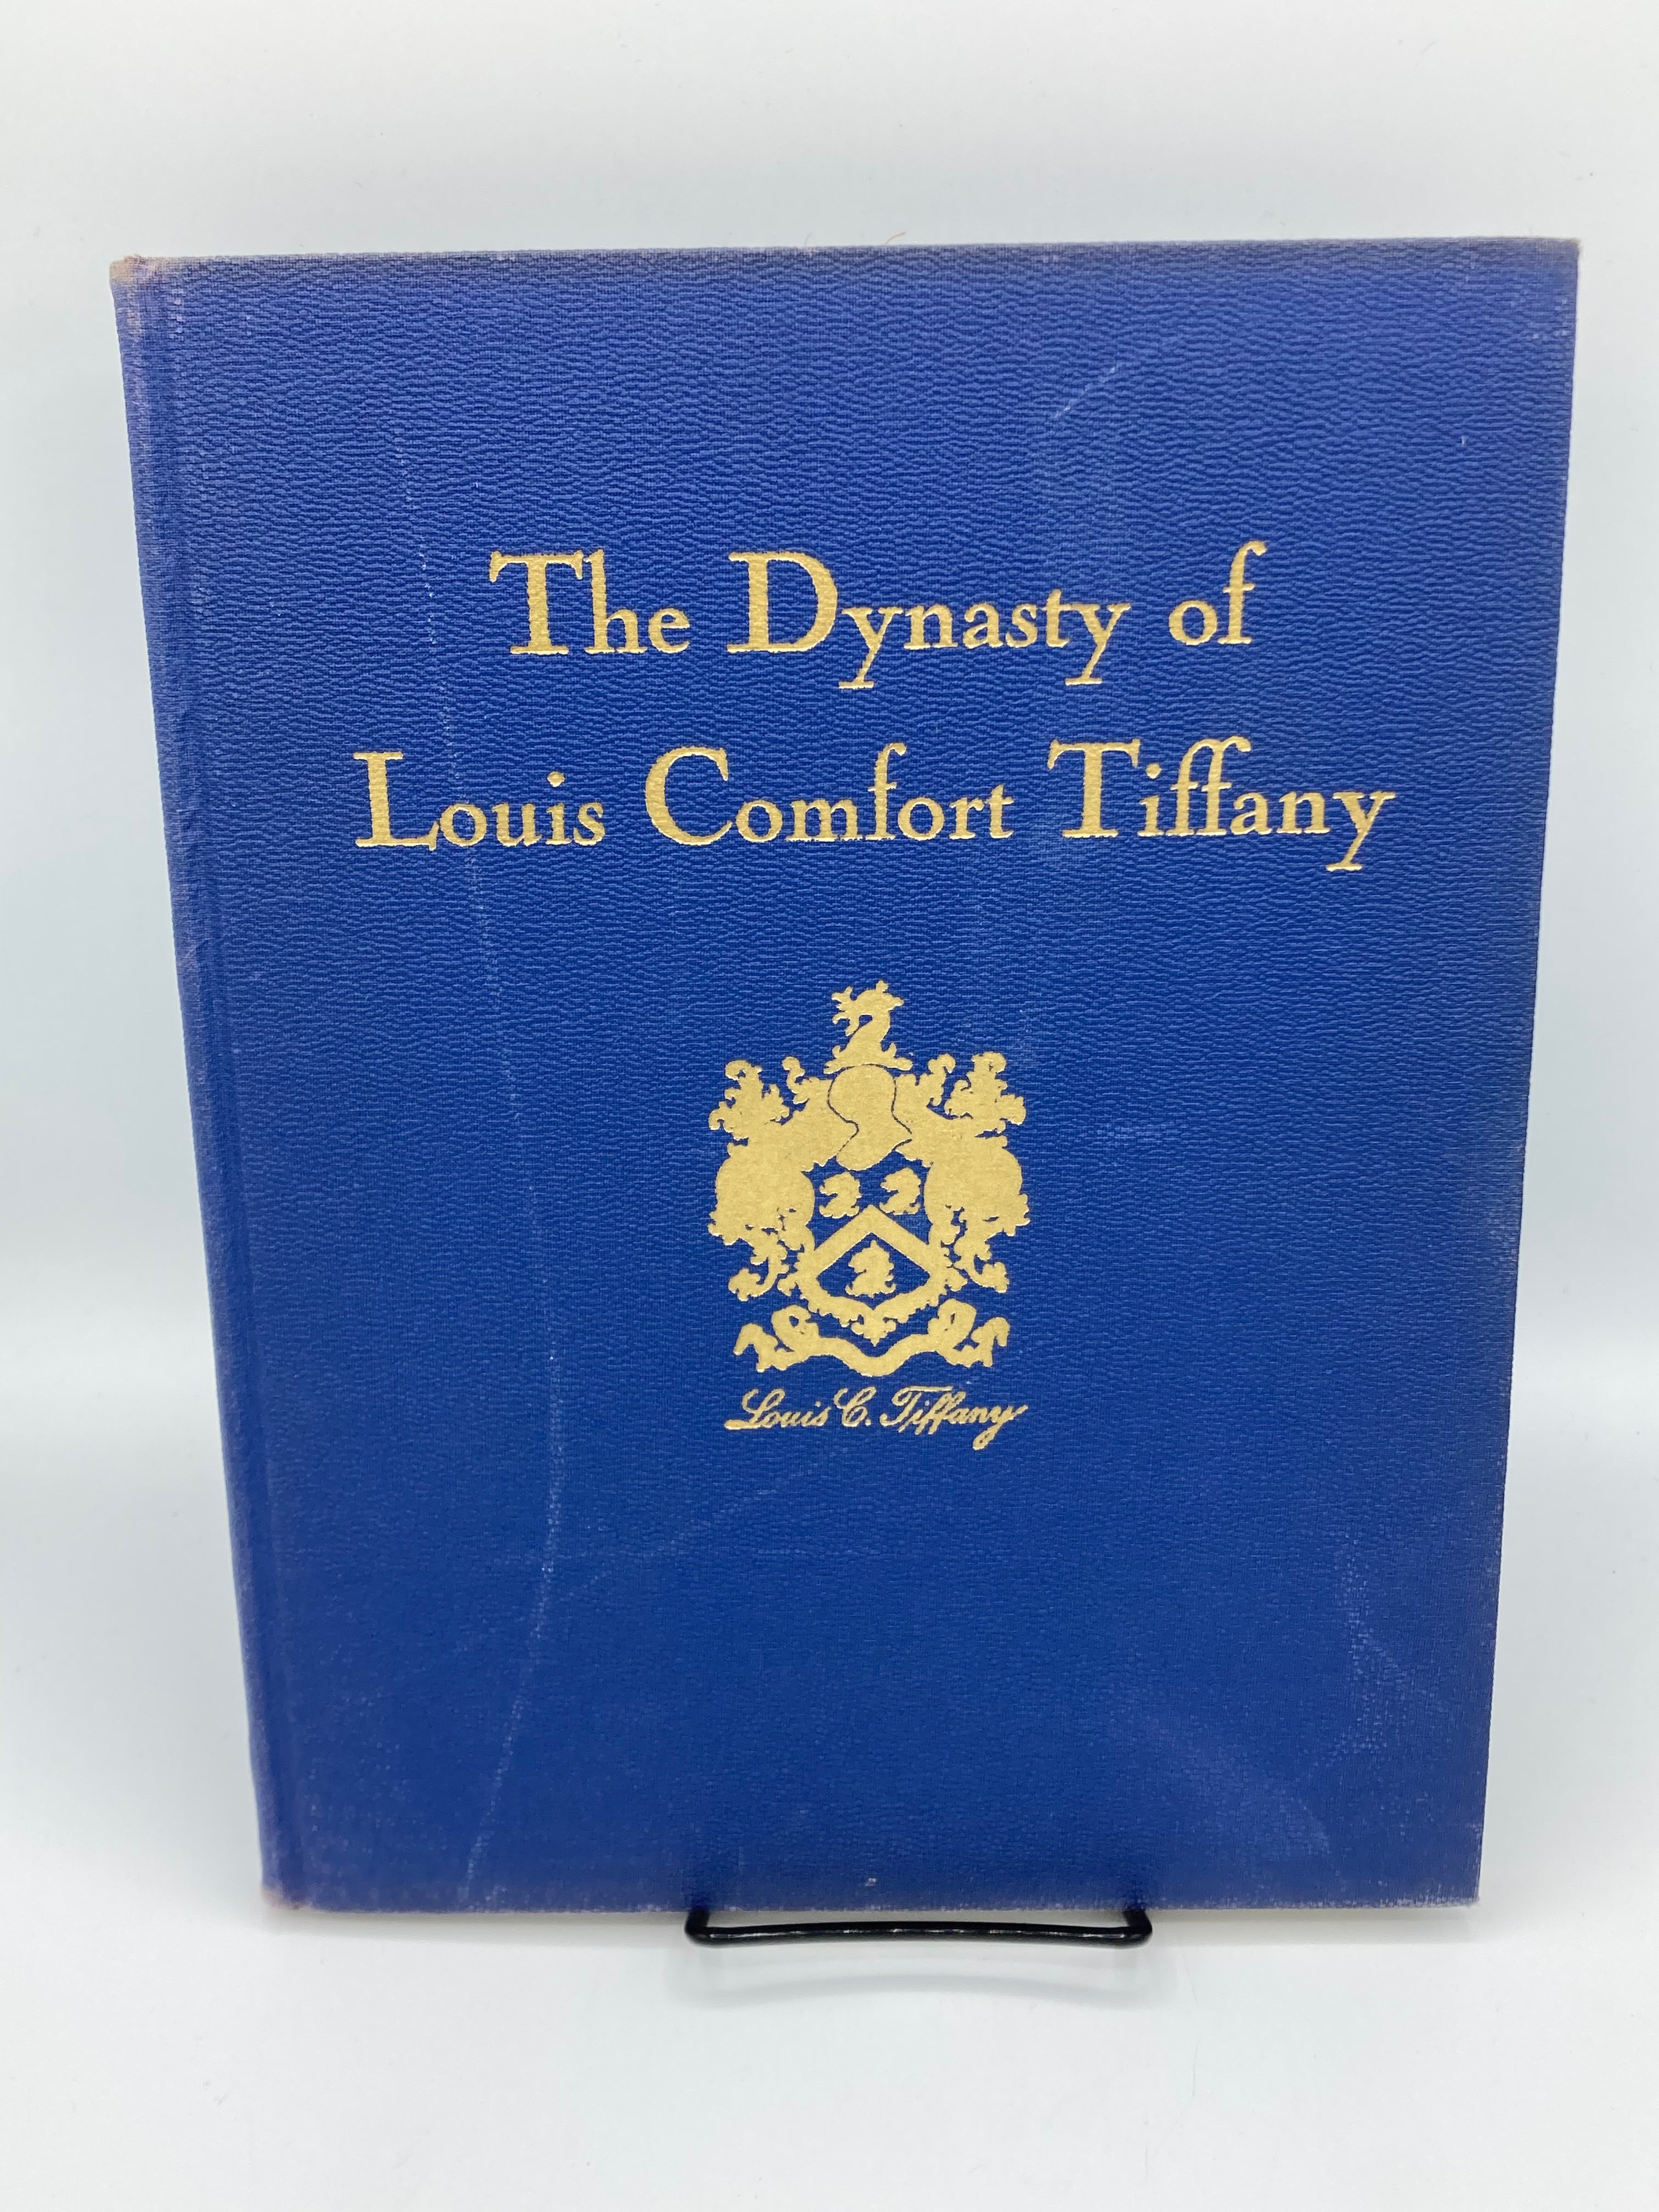 The Dynasty of
Louis Comfort Tiffany
Louis C. Tiffany